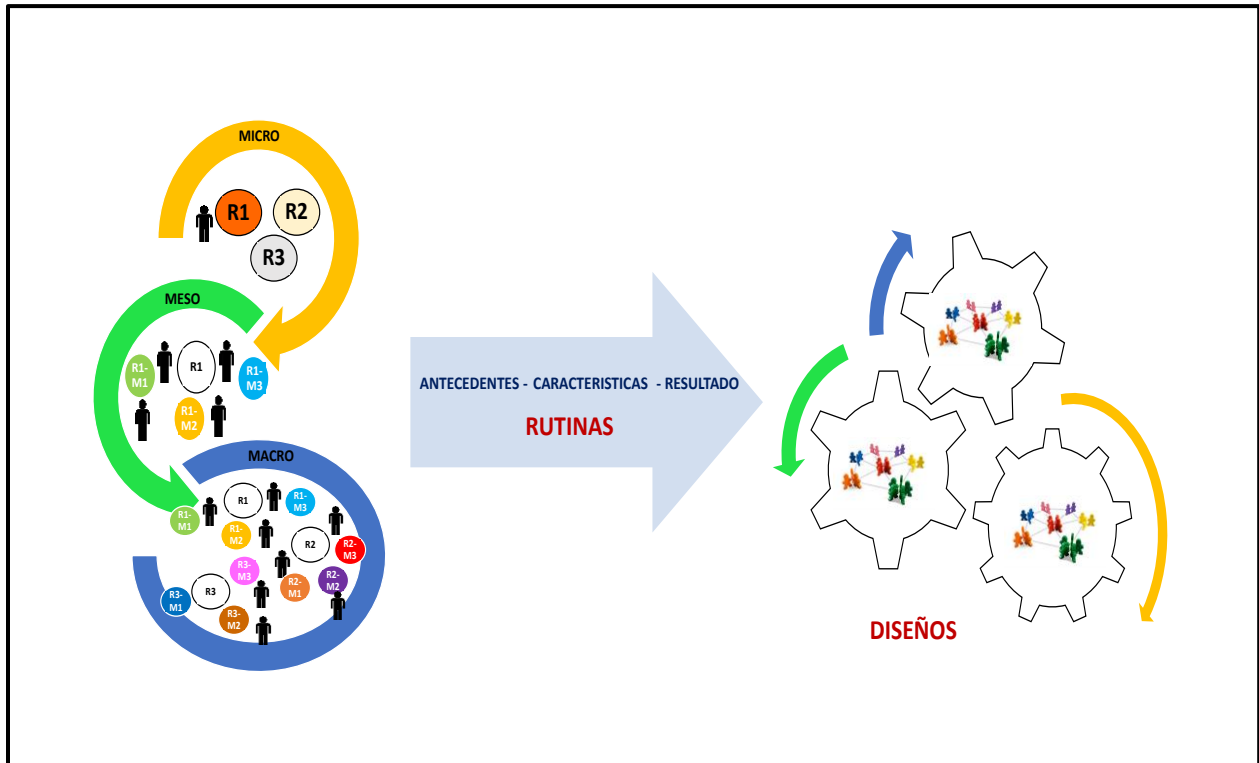 MICRO
R1
R2
R3
MESO
R1-
M1
R1
R1-
M3
R1-
M2
MACRO
R1
R1-
M3
R1-
M1
R1-
M2
R2
R2-
M3
R3-
M3
R2-
M1
R2-
M2
R3-
M1
R3
R3-
M2
ANTECEDENTES - CARACTERISTICAS - RESULTADO
RUTINAS
DISEÑOS